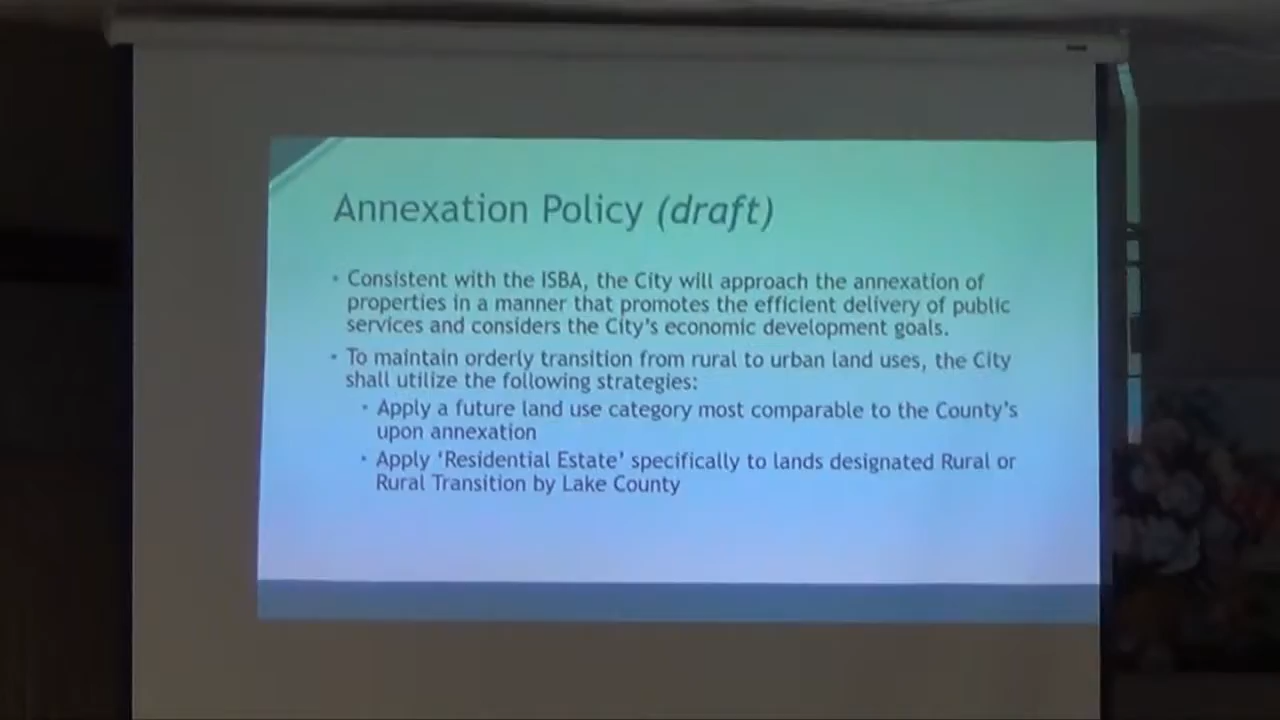 Annexation Policy (draft)
• Consistent with the ISBA, the City will approach the annexation of
properties in a manner that promotes the efficient delivery of public
services and considers the City's economic development goals.
• To maintain orderly transition from rural to urban land uses, the City
shall utilize the following strategies:
• Apply a future land use category most comparable to the County's
upon annexation
• Apply ‘Residential Estate’ specifically to lands designated Rural or
Rural Transition by Lake County